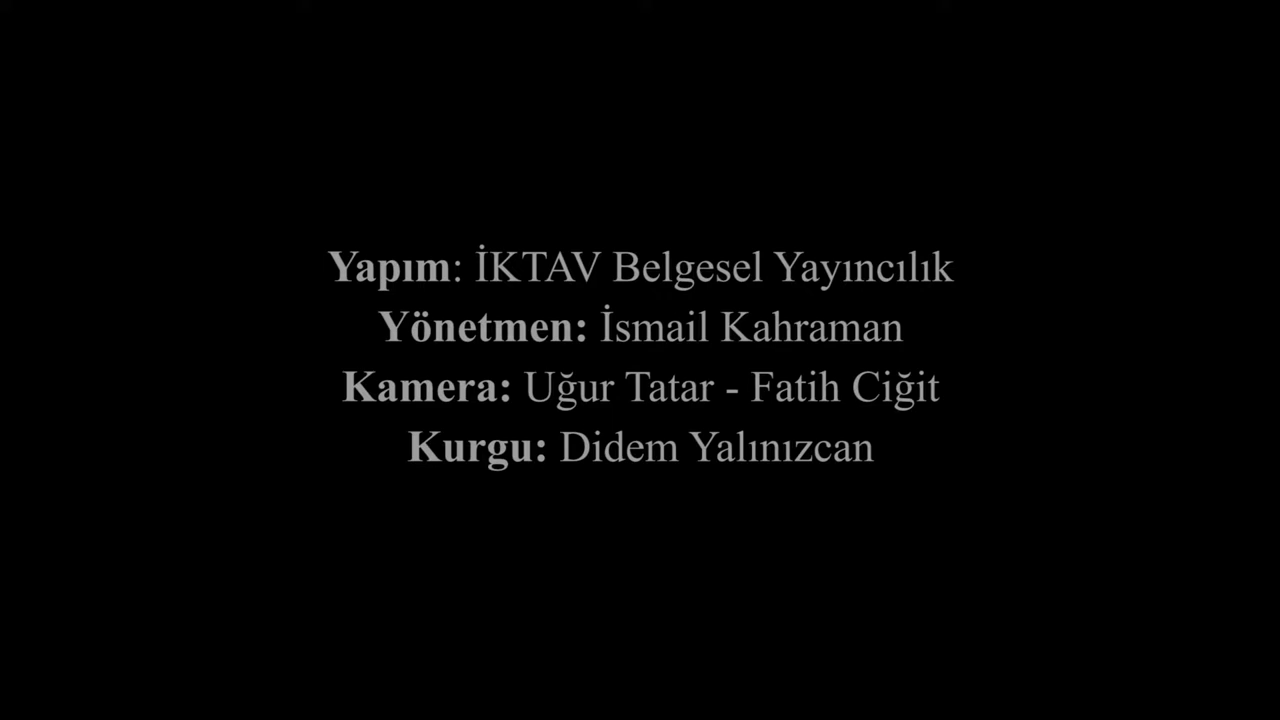 Yapım: İKTAV Belgesel Yayıncılık
Yönetmen: İsmail Kahraman
Kamera: Uğur Tatar - Fatih Ciğit
Kurgu: Didem Yalınızcan